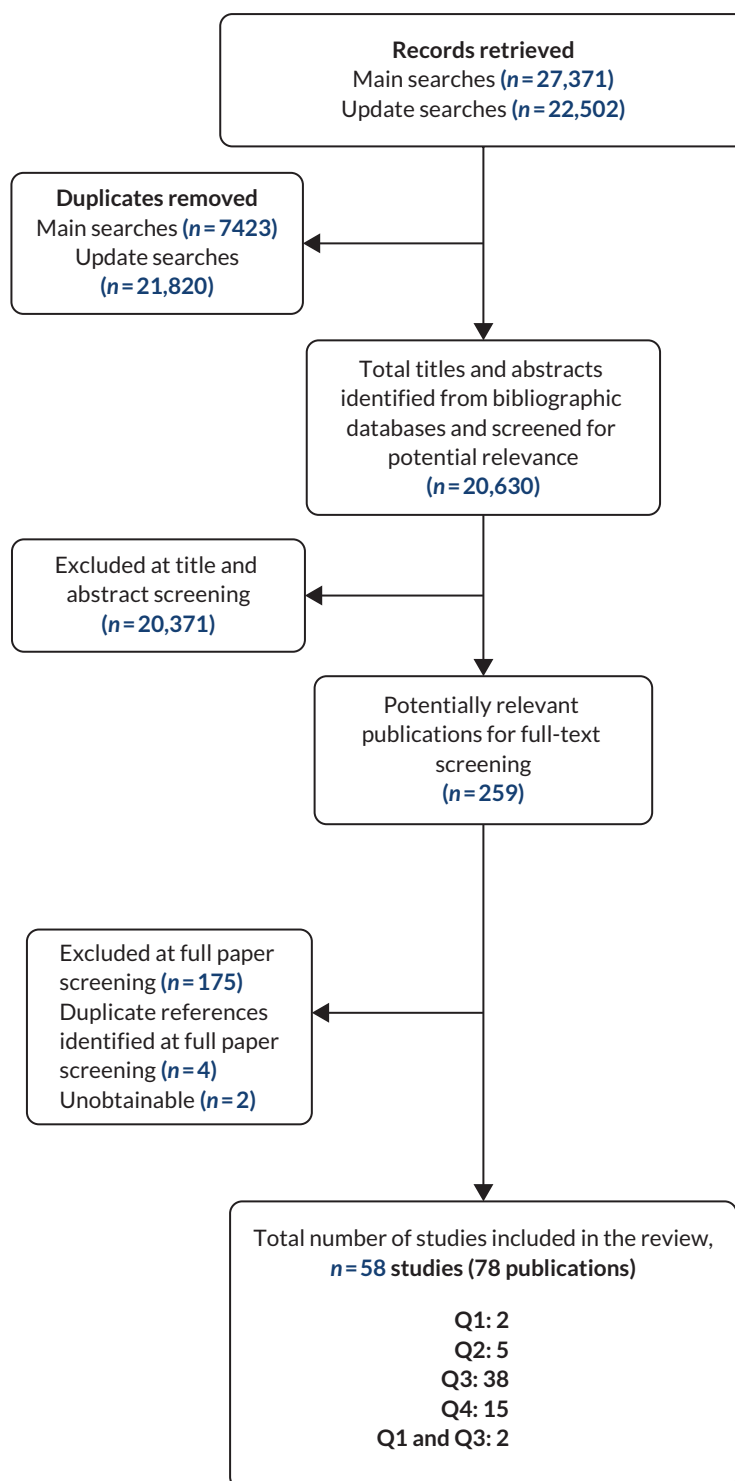 Records retrieved
Main searches (n = 27,371)
Update searches (n = 22,502)
Duplicates removed
Main searches (n = 7423)
Update searches
(n = 21,820)
Total titles and abstracts
identified from bibliographic
databases and screened for
potential relevance
(n = 20,630)
Excluded at title and
abstract screening
(n = 20,371)
Potentially relevant
publications for full-text
screening
(n = 259)
Excluded at full paper
screening (n = 175)
Duplicate references
identified at full paper
screening (n = 4)
Unobtainable (n = 2)
Total number of studies included in the review,
n = 58 studies (78 publications)
Q1: 2
Q2: 5
Q3: 38
Q4: 15
Q1 and Q3: 2